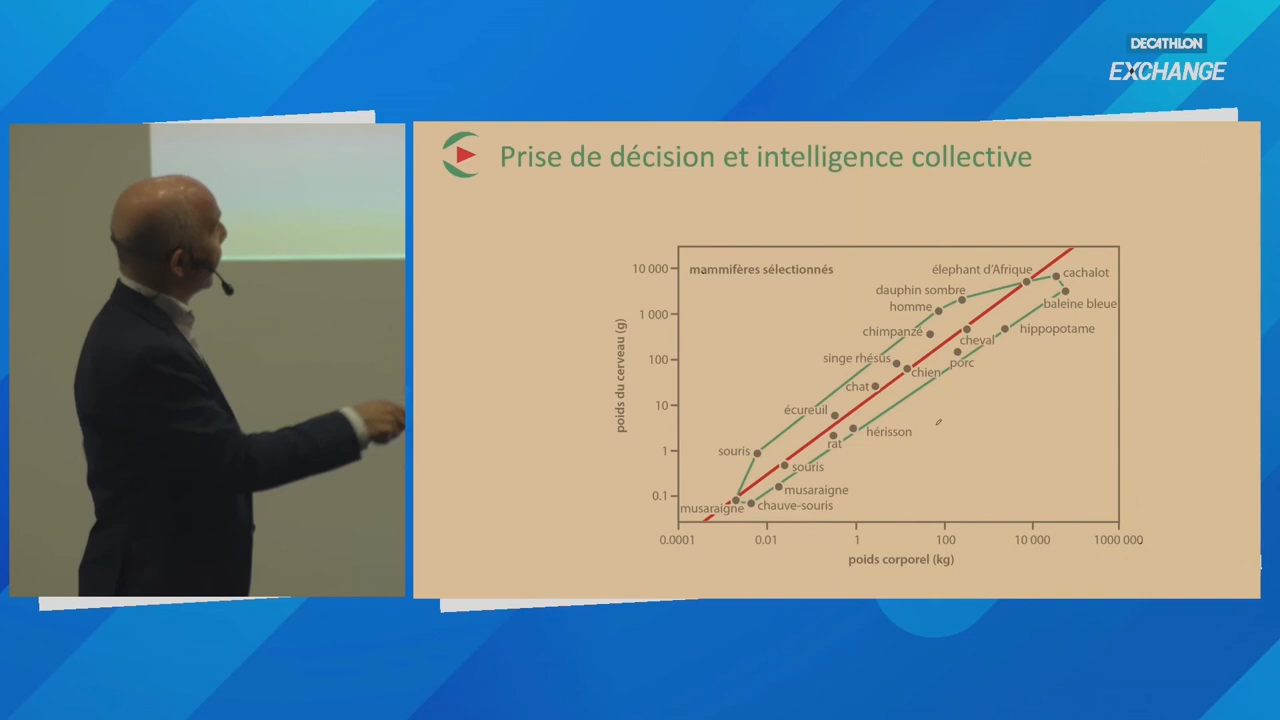 DECATHLON
EXCHANGE
Prise de décision et intelligence collective
mammifères sélectionnés
10 000
1 000
100
10
1
0.1
poids du cerveau (g)
élephant d'Afrique
cachalot
dauphin sombre
baleine bleue
homme
chimpanzé
hippopotame
cheval
singe rhésus
porc
chien
chat
écureuil
hérisson
rat
souris
souris
musaraigne
musaraigne
chauve-souris
0.0001
0.01
1
100
10 000
1000 000
poids corporel (kg)